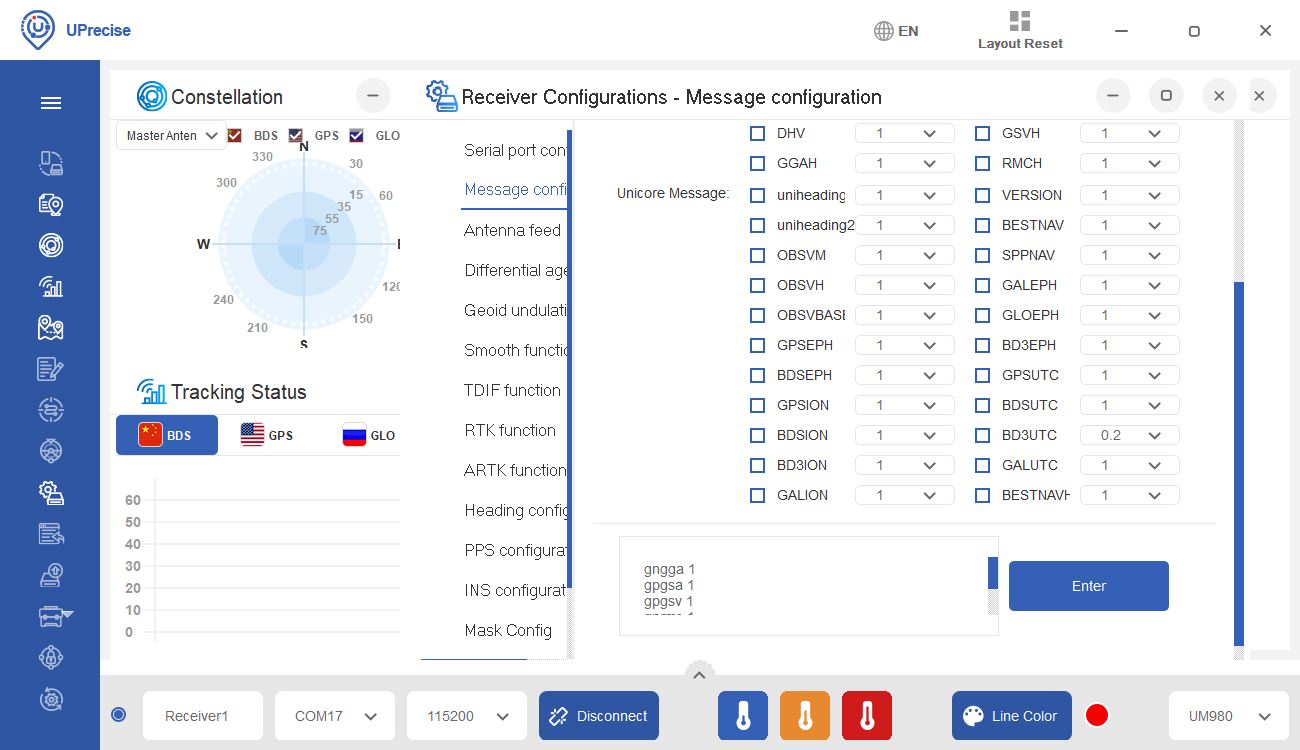 UPrecise
EN
Layout Reset
Constellation
Receiver Configurations - Message configuration
Master Anten
BDS
GPS
GLO
N
330
30
300
15
60
35
55
75
W
240
120
210
150
S
Tracking Status
BDS
GPS
GLO
60
50
40
30
20
10
0
Serial port con
Message confi
Antenna feed
Differential age
Geoid undulati
Smooth functio
TDIF function
RTK function
ARTK function
Heading config
PPS configurat
INS configurat
Mask Config
DHV 1 GSVH 1
GGAH 1 RMCH 1
Unicore Message: uniheading 1 VERSION 1
uniheading2 1 BESTNAV 1
OBSVM 1 SPPNAV 1
OBSVH 1 GALEPH 1
OBSVBASE 1 GLOEPH 1
GPSEPH 1 BD3EPH 1
BDSEPH 1 GPSUTC 1
GPSION 1 BDSUTC 1
BDSION 1 BD3UTC 0.2
BD3ION 1 GALUTC 1
GALION 1 BESTNAVH 1
gngga 1
gpgsa 1
gpgsv 1
Enter
Receiver1
COM17
115200
Disconnect
Line Color
UM980